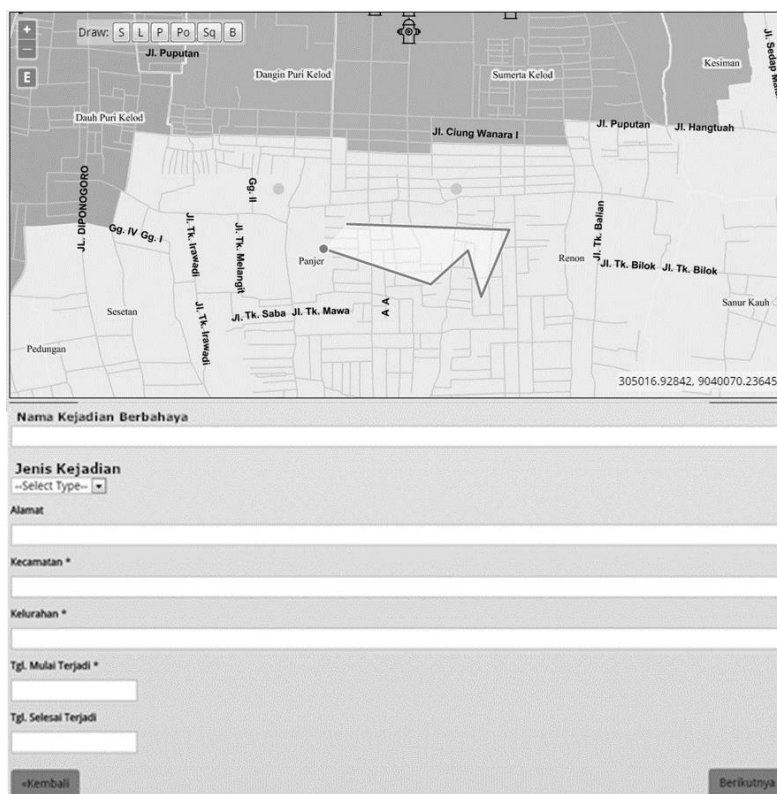 +
Draw: S L P Po Sq B
–
Jl. Puputan
E
Dangin Puri Kelod
Sumerta Kelod
Kesiman
Dauh Puri Kelod
Jl. Ciung Wanara I
Jl. Puputan
Jl. Hangtuah
JL. DIPONOGORO
Gg. II
Gg. IV Gg. I
Jl. Tk. Irawadi
Jl. Tk. Melangit
Jl. Tk. Balian
Panjer
Renon
Jl. Tk. Bilok Jl. Tk. Bilok
Sesetan
Jl. Tk. Irawadi
Jl. Tk. Saba Jl. Tk. Mawa
A A
Sanur Kauh
Pedungan
305016.92842, 9040070.23645
Nama Kejadian Berbahaya
Jenis Kejadian
--Select Type--
Alamat
Kecamatan *
Kelurahan *
Tgl. Mulai Terjadi *
Tgl. Selesai Terjadi
«Kembali
Berikutnya